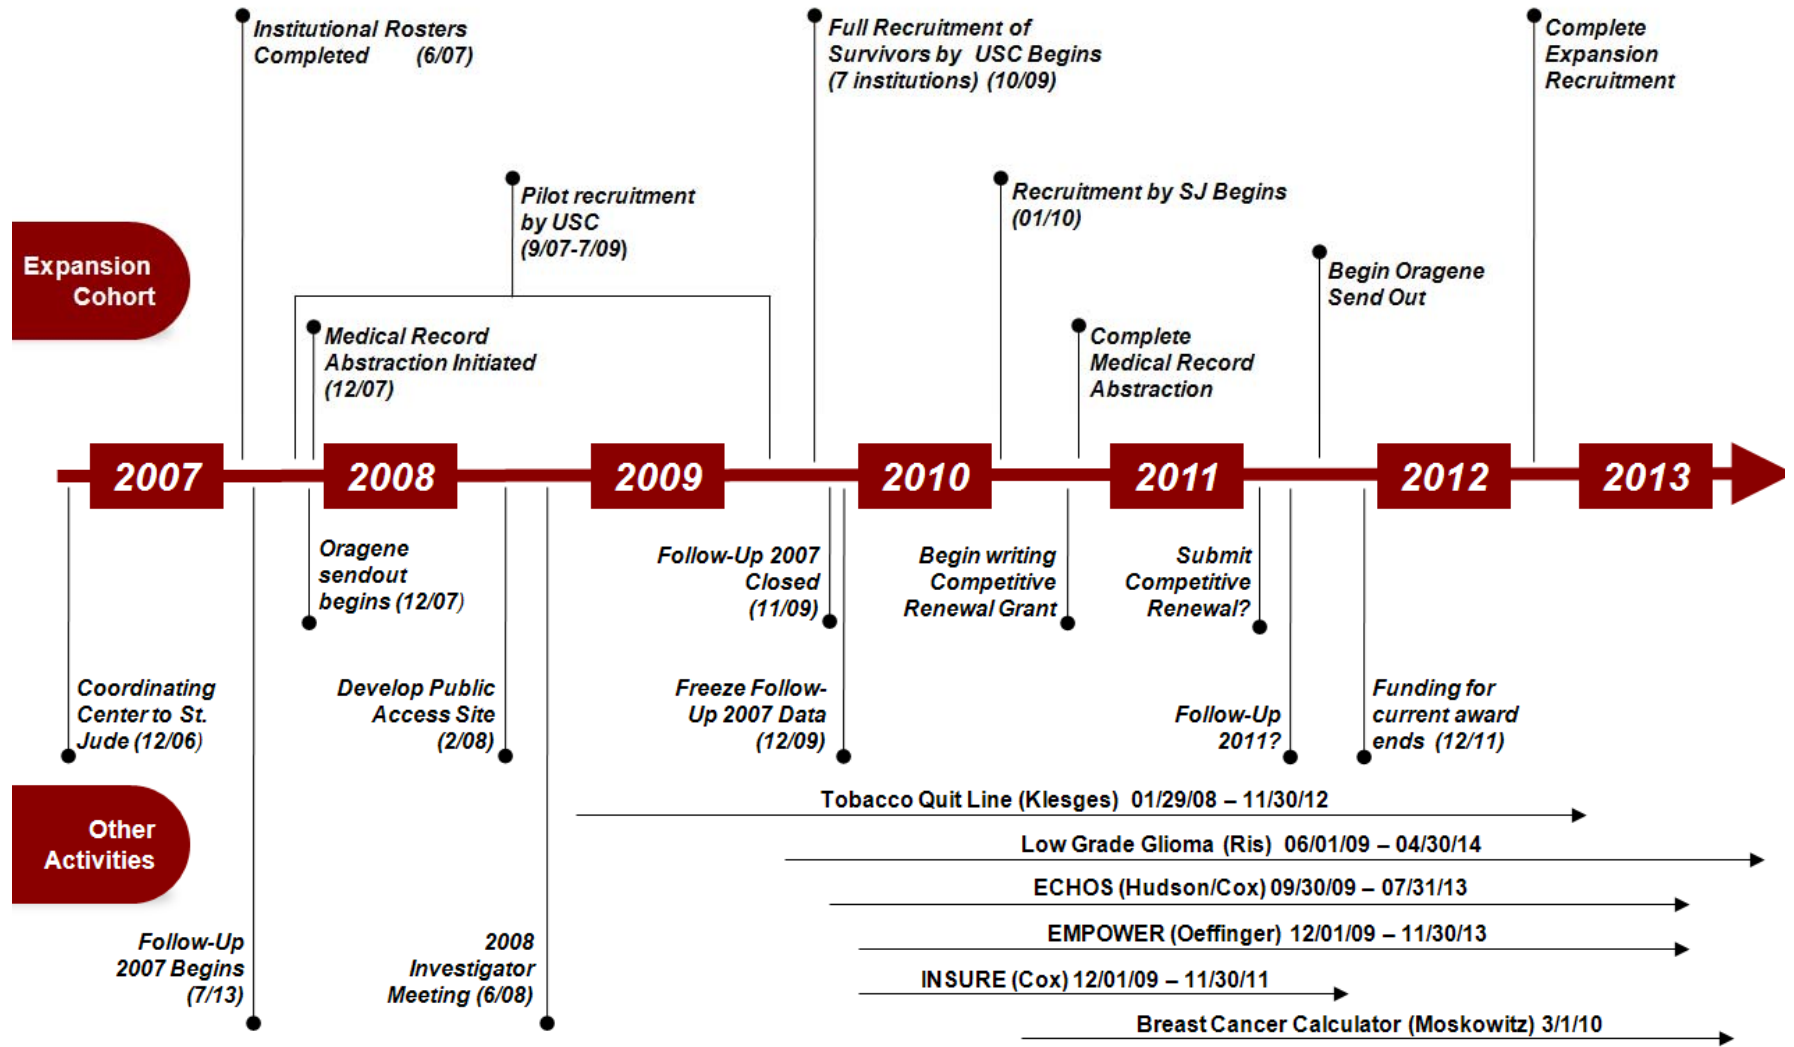 Institutional Rosters
Completed (6/07)
Full Recruitment of
Survivors by USC Begins
(7 institutions) (10/09)
Complete
Expansion
Recruitment
Pilot recruitment
by USC
(9/07-7/09)
Recruitment by SJ Begins
(01/10)
Expansion
Cohort
Begin Oragene
Send Out
Medical Record
Abstraction Initiated
(12/07)
Complete
Medical Record
Abstraction
2007
2008
2009
2010
2011
2012
2013
Oragene
sendout
begins (12/07)
Follow-Up 2007
Closed
(11/09)
Begin writing
Competitive
Renewal Grant
Submit
Competitive
Renewal?
Coordinating
Center to St.
Jude (12/06)
Develop Public
Access Site
(2/08)
Freeze Follow-
Up 2007 Data
(12/09)
Follow-Up
2011?
Funding for
current award
ends (12/11)
Other
Activities
Tobacco Quit Line (Klesges) 01/29/08 – 11/30/12
Low Grade Glioma (Ris) 06/01/09 – 04/30/14
ECHOS (Hudson/Cox) 09/30/09 – 07/31/13
EMPOWER (Oeffinger) 12/01/09 – 11/30/13
INSURE (Cox) 12/01/09 – 11/30/11
Breast Cancer Calculator (Moskowitz) 3/1/10
Follow-Up
2007 Begins
(7/13)
2008
Investigator
Meeting (6/08)